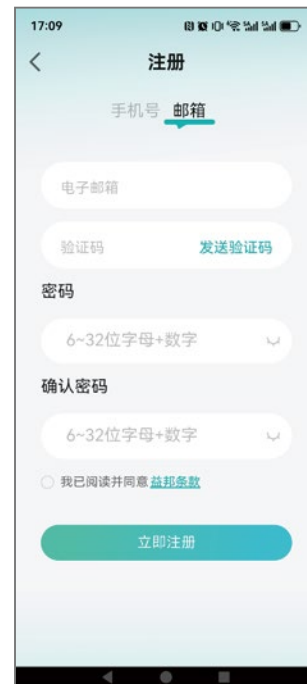 17:09
注册
手机号 邮箱
电子邮箱
验证码 发送验证码
密码
6~32位字母+数字
确认密码
6~32位字母+数字
我已阅读并同意益邦条款
立即注册